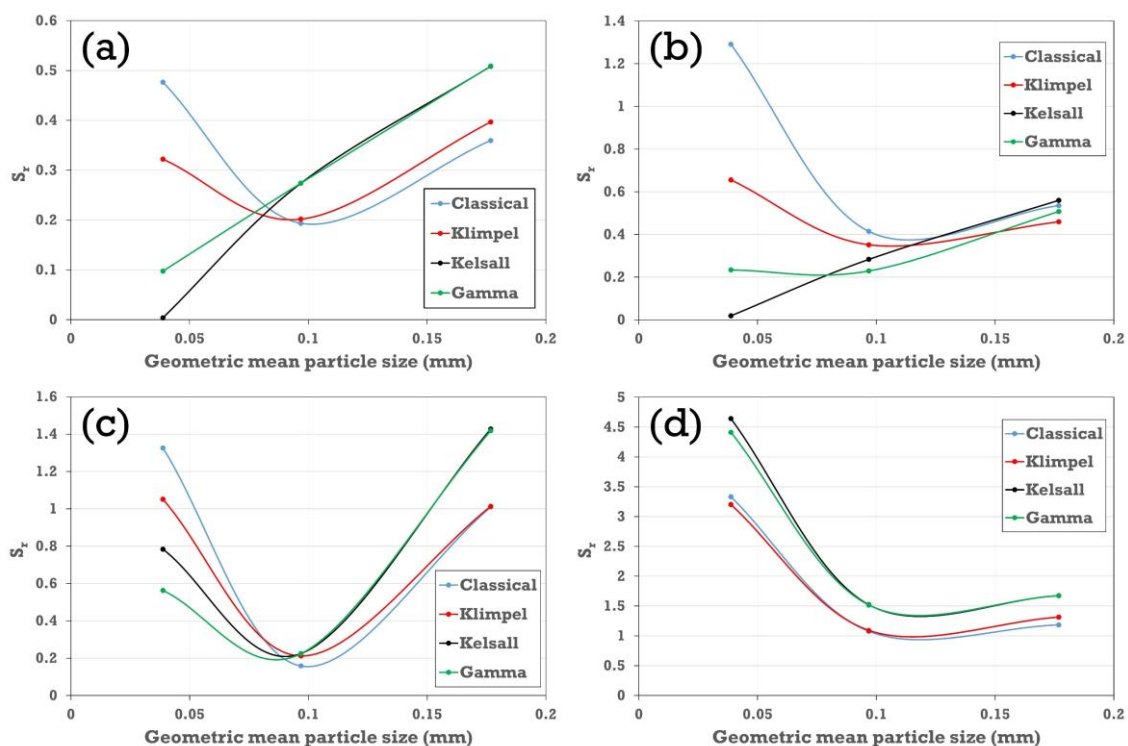 (a)
0.6
0.5
0.4
0.3
0.2
0.1
0
S_r
0 0.05 0.1 0.15 0.2
Geometric mean particle size (mm)
Classical
Klimpel
Kelsall
Gamma
(b)
1.4
1.2
1
0.8
0.6
0.4
0.2
0
S_r
0 0.05 0.1 0.15 0.2
Geometric mean particle size (mm)
Classical
Klimpel
Kelsall
Gamma
(c)
1.6
1.4
1.2
1
0.8
0.6
0.4
0.2
0
S_r
0 0.05 0.1 0.15 0.2
Geometric mean particle size (mm)
Classical
Klimpel
Kelsall
Gamma
(d)
5
4.5
4
3.5
3
2.5
2
1.5
1
0.5
0
S_r
0 0.05 0.1 0.15 0.2
Geometric mean particle size (mm)
Classical
Klimpel
Kelsall
Gamma